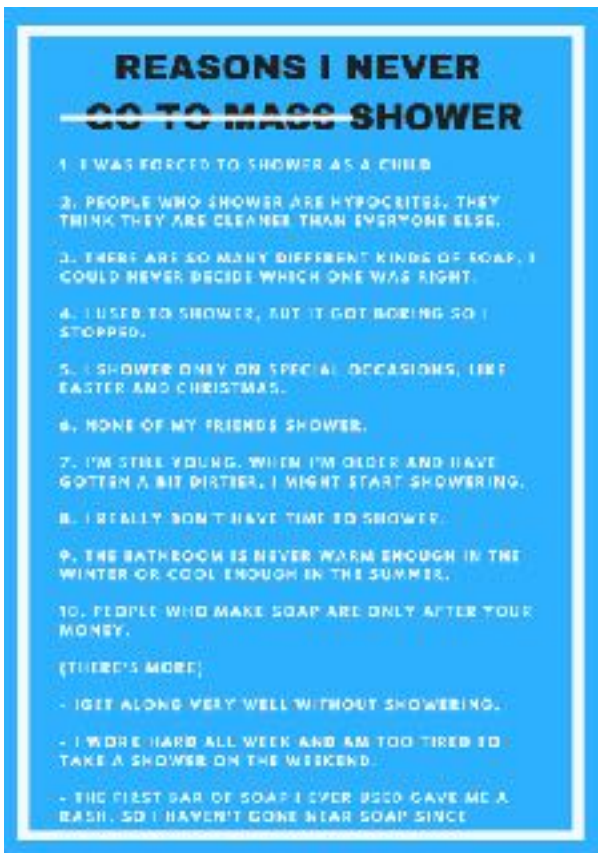 REASONS I NEVER
GO TO MASS SHOWER
1. I WAS FORCED TO SHOWER AS A CHILD
2. PEOPLE WHO SHOWER ARE HYPOCRITES. THEY
THINK THEY ARE CLEANER THAN EVERYONE ELSE.
3. THERE ARE SO MANY DIFFERENT KINDS OF SOAP, I
COULD NEVER DECIDE WHICH ONE WAS RIGHT.
4. I USED TO SHOWER, BUT IT GOT BORING SO I
STOPPED.
5. I SHOWER ONLY ON SPECIAL OCCASIONS, LIKE
EASTER AND CHRISTMAS.
6. NONE OF MY FRIENDS SHOWER.
7. I'M STILL YOUNG. WHEN I'M OLDER AND HAVE
GOTTEN A BIT DIRTIER, I MIGHT START SHOWERING.
8. I REALLY DON'T HAVE TIME TO SHOWER.
9. THE BATHROOM IS NEVER WARM ENOUGH IN THE
WINTER OR COOL ENOUGH IN THE SUMMER.
10. PEOPLE WHO MAKE SOAP ARE ONLY AFTER YOUR
MONEY.
(THERE'S MORE)
- IGET ALONG VERY WELL WITHOUT SHOWERING.
- I WORK HARD ALL WEEK AND AM TOO TIRED TO
TAKE A SHOWER ON THE WEEKEND.
- THE FIRST BAR OF SOAP I EVER USED GAVE ME A
RASH, SO I HAVEN'T GONE NEAR SOAP SINCE